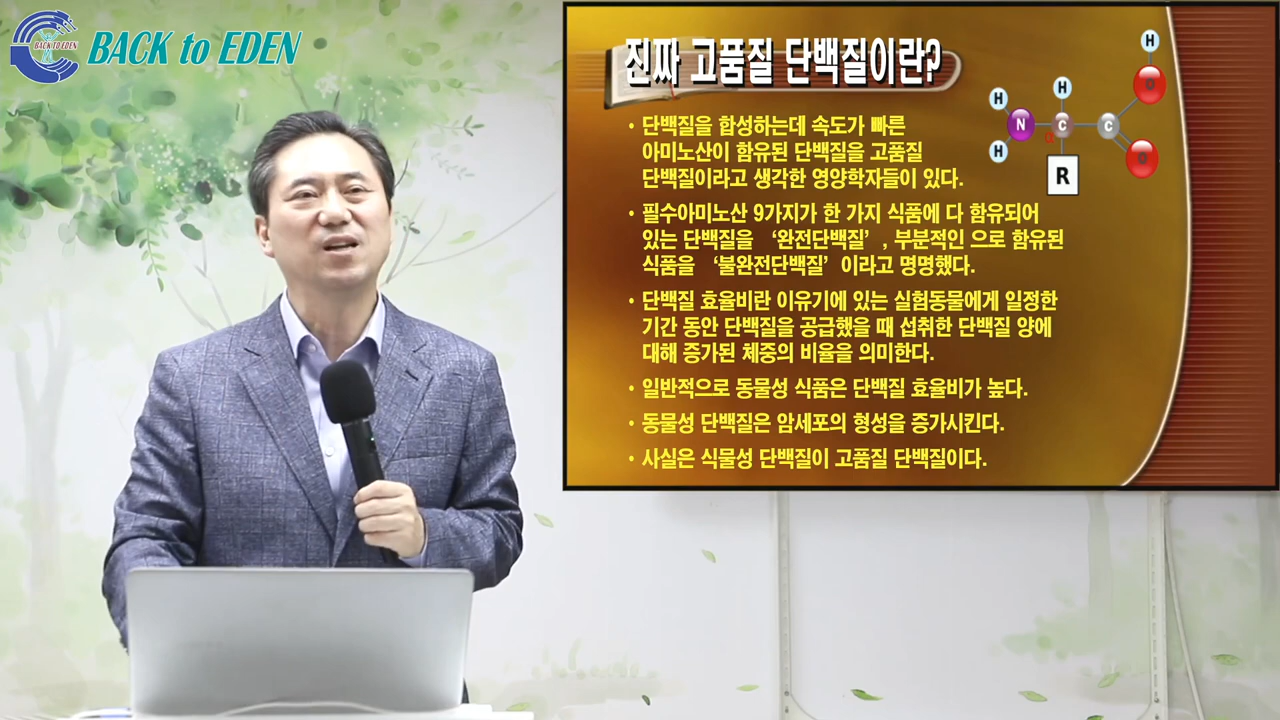 BACK TO EDEN
BACK to EDEN
진짜 고품질 단백질이란?
• 단백질을 합성하는데 속도가 빠른
아미노산이 함유된 단백질을 고품질
단백질이라고 생각한 영양학자들이 있다.
• 필수아미노산 9가지가 한 가지 식품에 다 함유되어
있는 단백질을 ‘완전단백질’, 부분적인 으로 함유된
식품을 ‘불완전단백질’이라고 명명했다.
• 단백질 효율비란 이유기에 있는 실험동물에게 일정한
기간 동안 단백질을 공급했을 때 섭취한 단백질 양에
대해 증가된 체중의 비율을 의미한다.
• 일반적으로 동물성 식품은 단백질 효율비가 높다.
• 동물성 단백질은 암세포의 형성을 증가시킨다.
• 사실은 식물성 단백질이 고품질 단백질이다.
H
H H O
N C C
α
H O
R